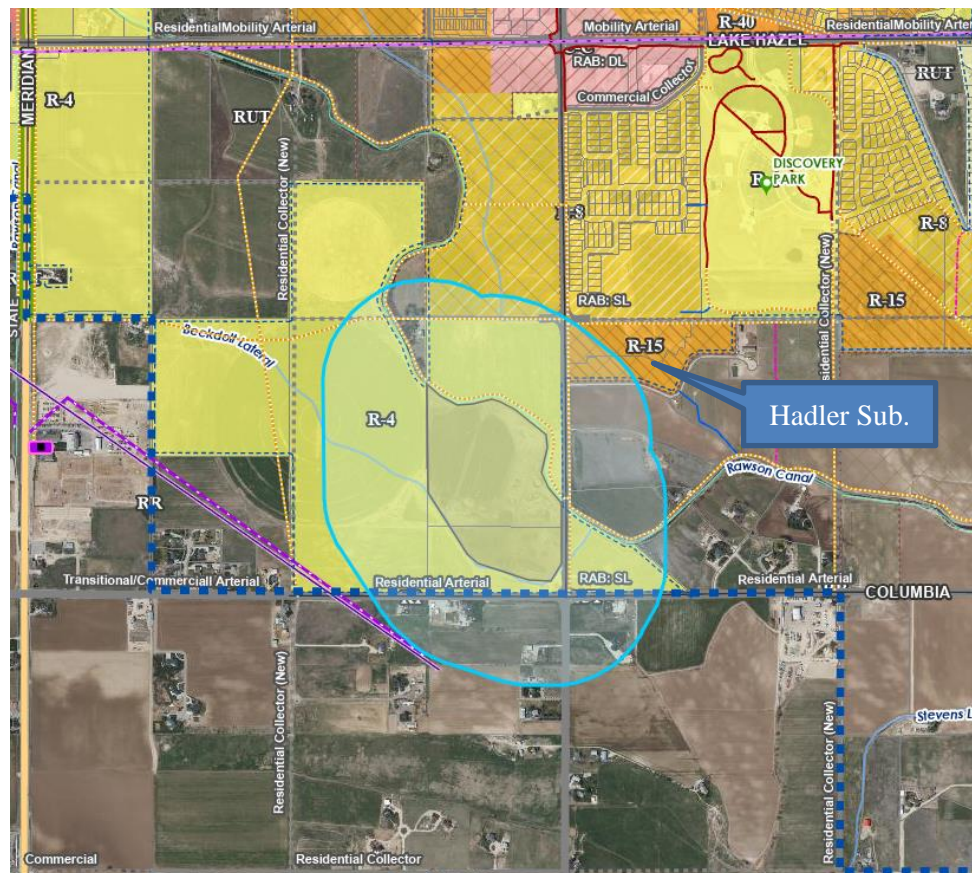 ResidentialMobility Arterial
Mobility Arterial
R-40
ResidentialMobility Arterial
LAKE HAZEL
RAB: DL
MERIDIAN
R-4
RUT
Commercial Collector
RUT
DISCOVERY
PARK
Residential Collector (New)
R-8
R-8
Residential Collector (New)
R-15
RAB: SL
Beckdolt Lateral
R-15
Hadler Sub.
R-4
Rawson Canal
RR
Transitional/Commerciall Arterial
Residential Arterial
RAB: SL
Residential Arterial
COLUMBIA
Residential Collector (New)
Residential Collector (New)
Stevens L
Commercial
Residential Collector